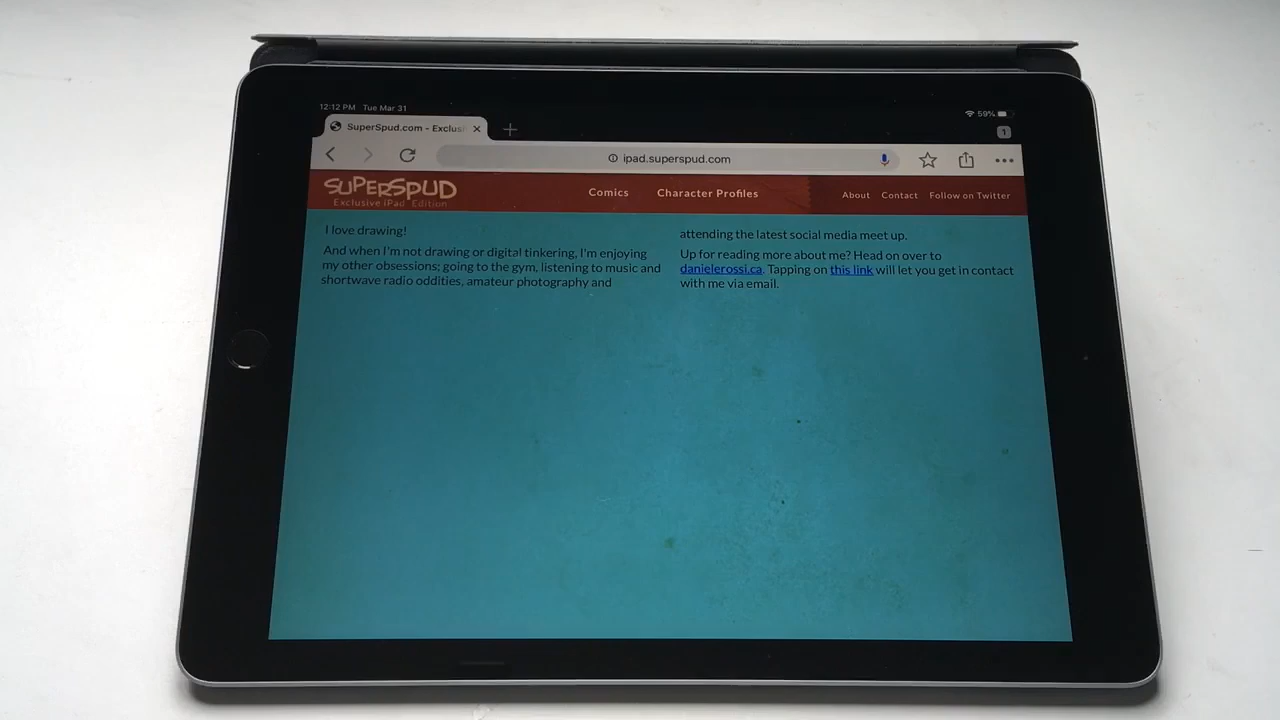 12:12 PM Tue Mar 31
59%
SuperSpud.com - Exclusi
1
ipad.superspud.com
SUPERSPUD
Exclusive iPad Edition
Comics Character Profiles About Contact Follow on Twitter
I love drawing!
And when I'm not drawing or digital tinkering, I'm enjoying
my other obsessions; going to the gym, listening to music and
shortwave radio oddities, amateur photography and
attending the latest social media meet up.
Up for reading more about me? Head on over to
danielerossi.ca. Tapping on this link will let you get in contact
with me via email.